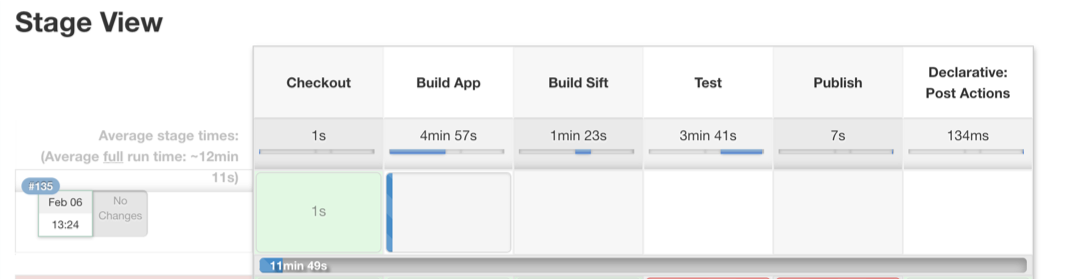 Stage View
Checkout
Build App
Build Sift
Test
Publish
Declarative:
Post Actions
Average stage times:
(Average full run time: ~12min
11s)
1s
4min 57s
1min 23s
3min 41s
7s
134ms
#135
Feb 06
13:24
No
Changes
1s
11min 49s